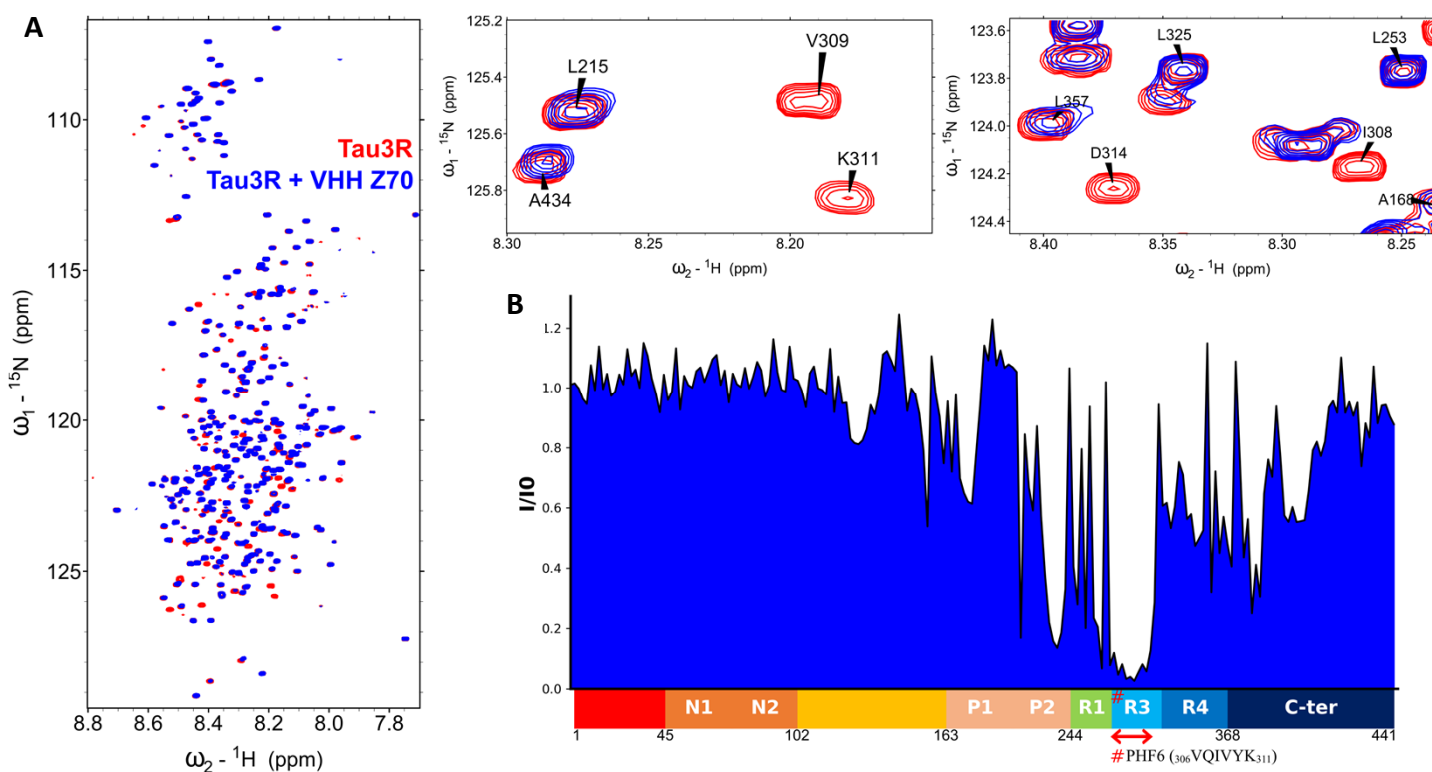 A
110
115
120
125
8.8 8.6 8.4 8.2 8.0
ω1 - 15N (ppm)
ω2 - 1H (ppm)
Tau3R
Tau3R + VHH Z70
125.2
125.4
125.6
125.8
8.30 8.25 8.20
ω1 - 15N (ppm)
ω2 - 1H (ppm)
L215
V309
A434
K311
123.6
123.8
124.0
124.2
124.4
8.40 8.35 8.30 8.25
ω1 - 15N (ppm)
ω2 - 1H (ppm)
L325
L253
L357
D314
I308
A168
B
1.2
1.0
0.8
0.6
0.4
0.2
0.0
I/I0
N1 N2 P1 P2 R1 # R3 R4 C-ter
1 45 102 163 244 368 441
#PHF6 (306VQIVYK311)